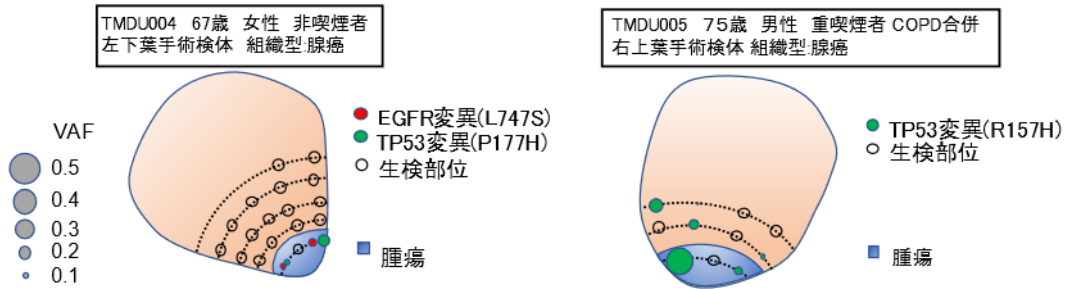 TMDU004 67歳 女性 非喫煙者
左下葉手術検体 組織型:腺癌
VAF
0.5
0.4
0.3
0.2
0.1
EGFR変異(L747S)
TP53変異(P177H)
生検部位
腫瘍
TMDU005 75歳 男性 重喫煙者 COPD合併
右上葉手術検体 組織型:腺癌
TP53変異(R157H)
生検部位
腫瘍